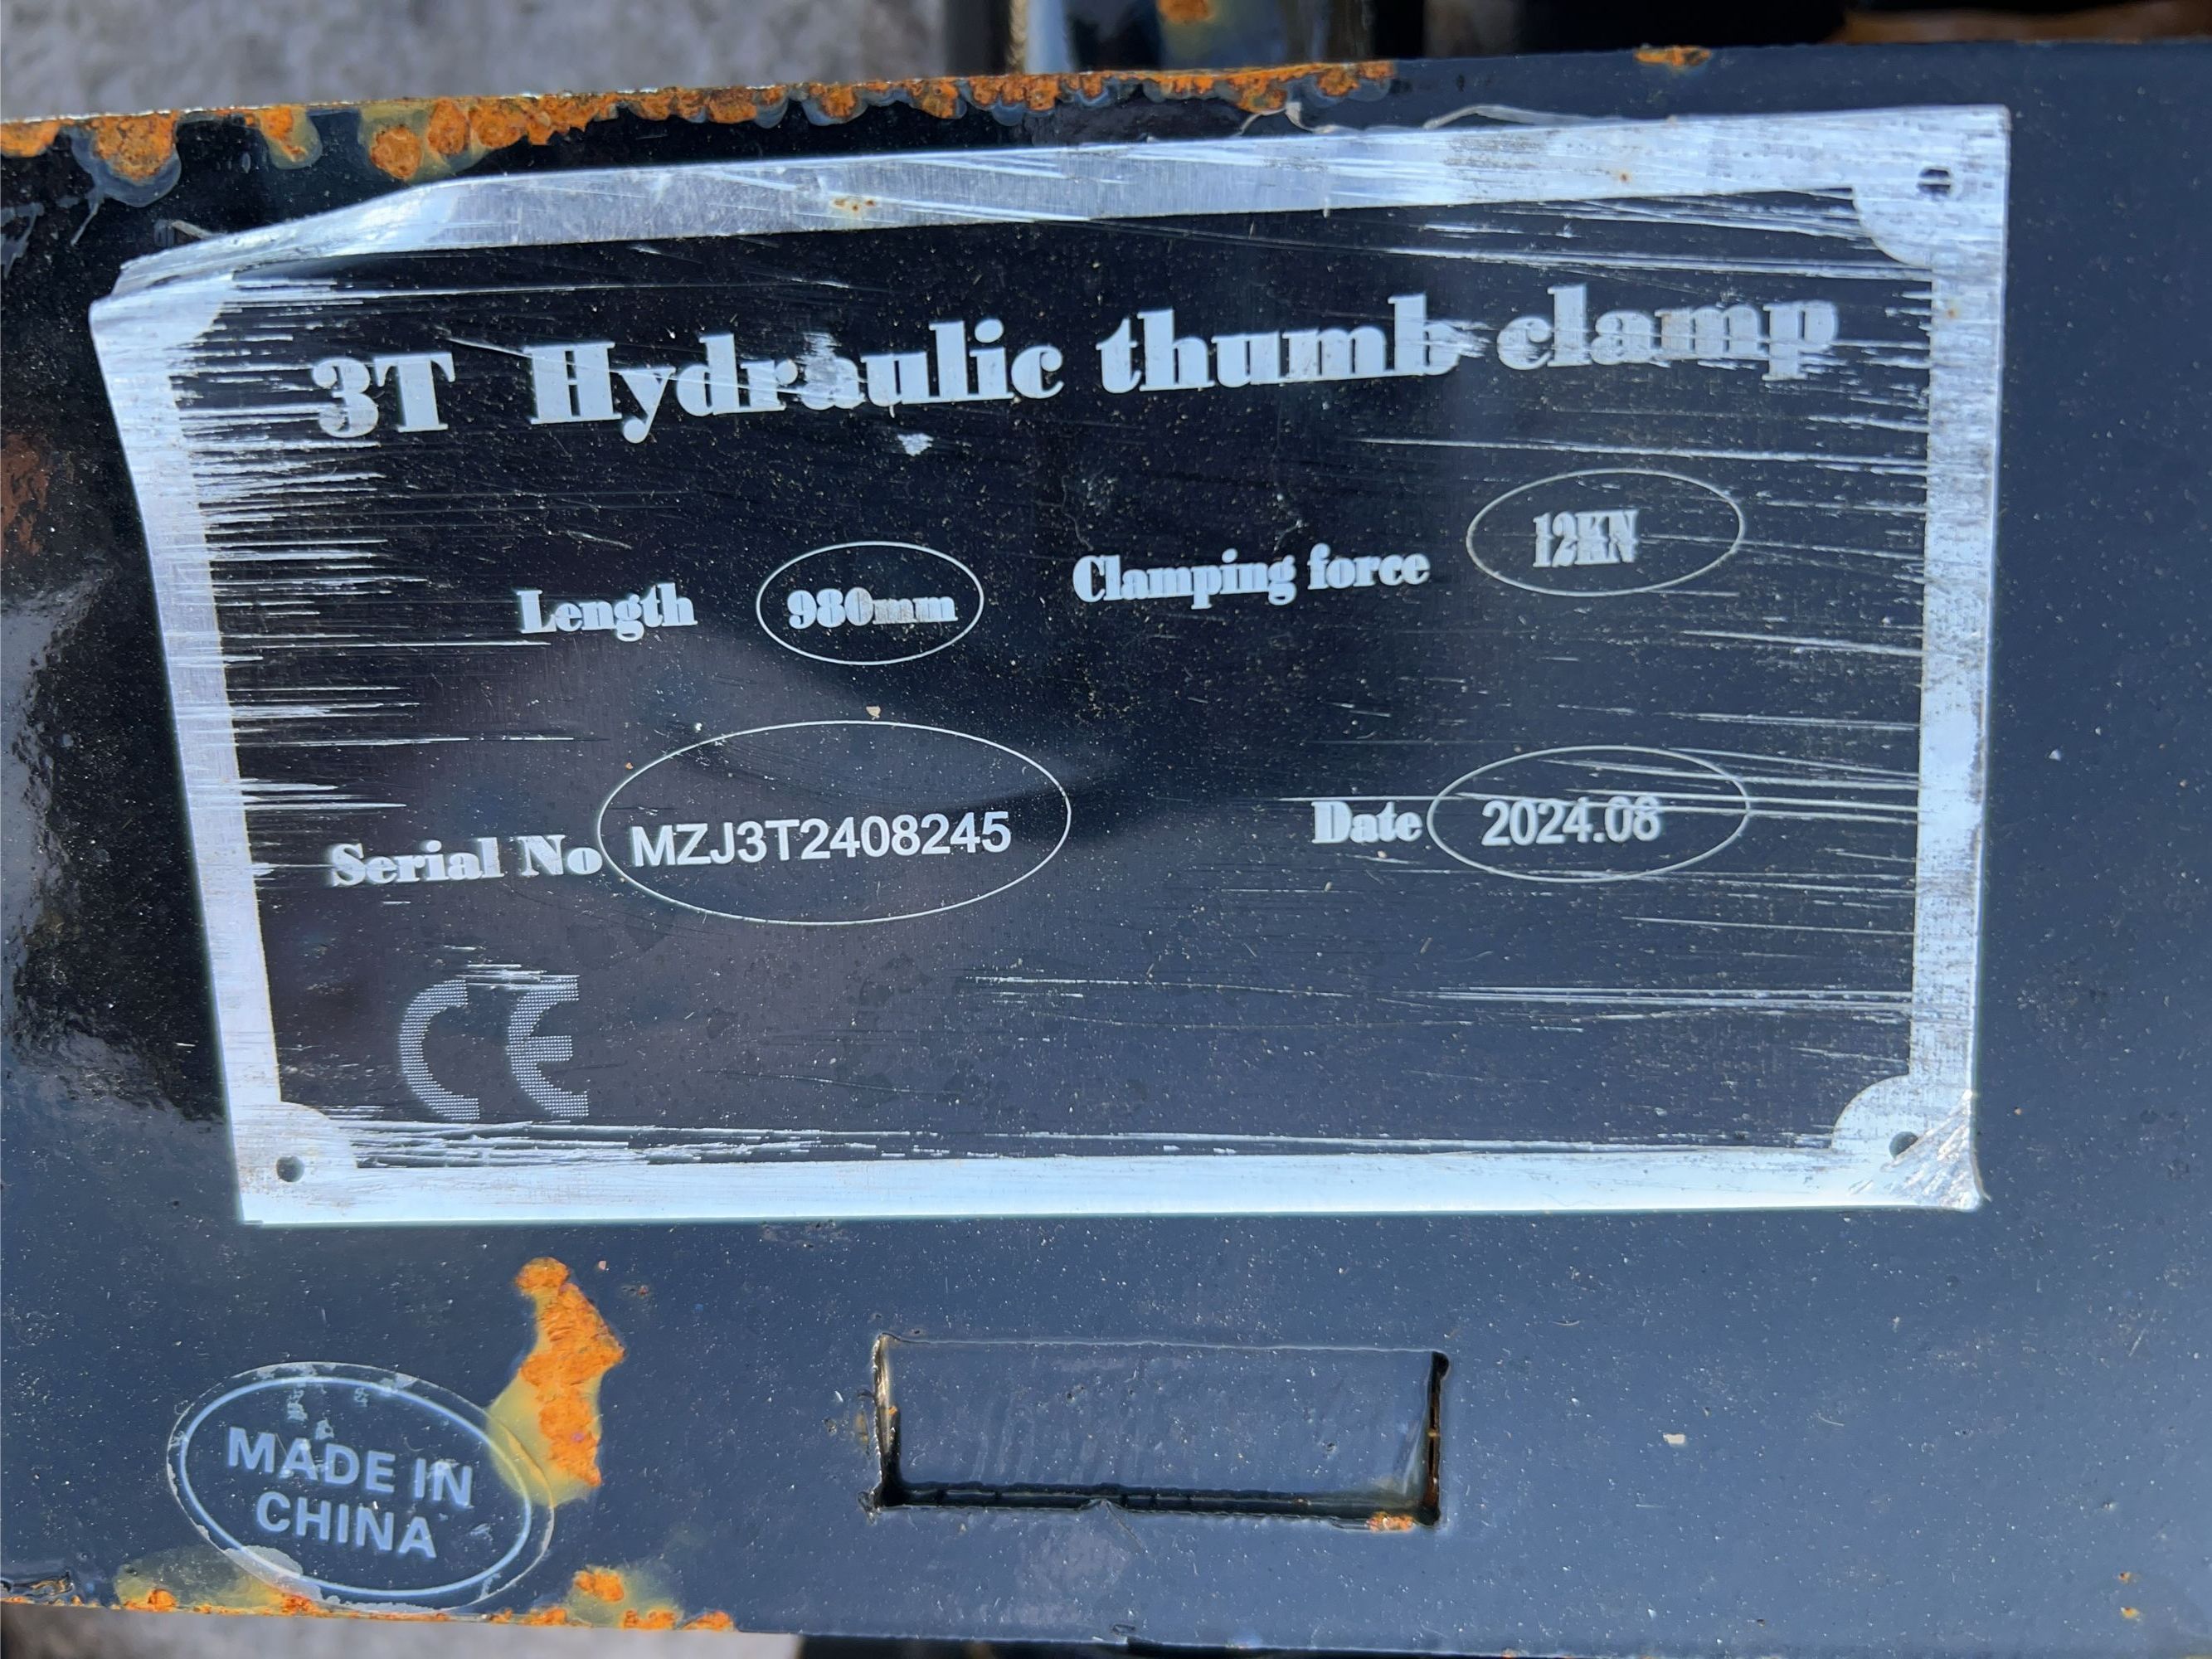 3T Hydraulic thumb clamp
Length 980mm Clamping force 12KN
Serial No MZJ3T2408245 Date 2024.08
CE
MADE IN
CHINA